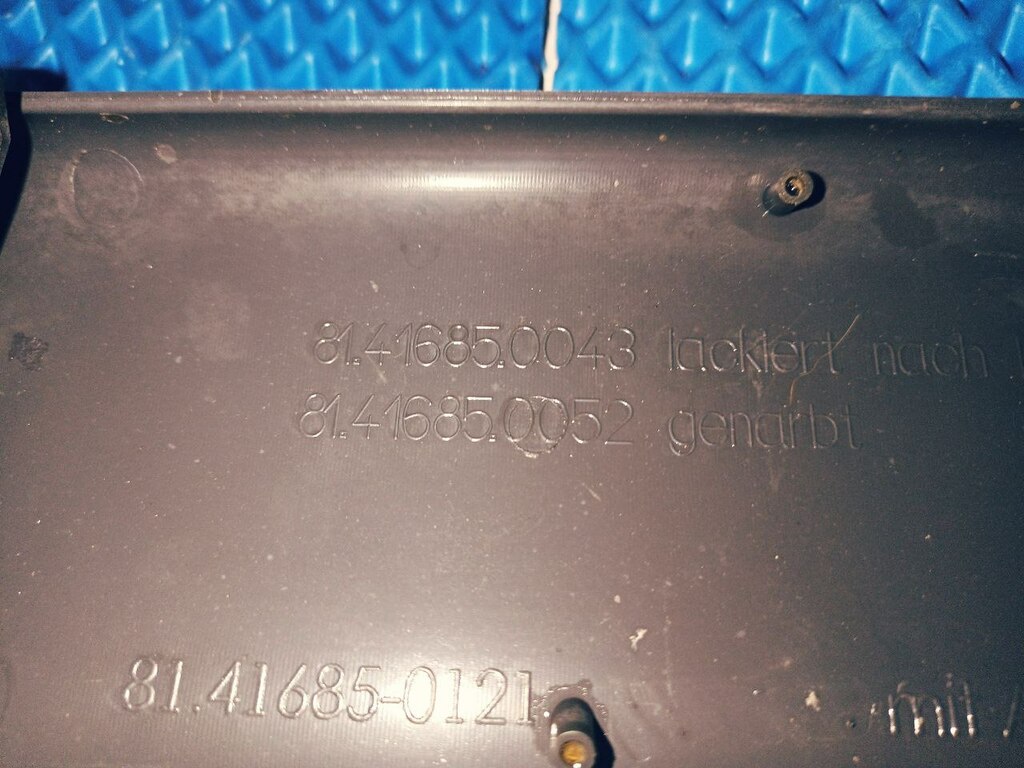 81.41685.0043 lackiert nach
81.41685.0052 genarbt
81.41685-0121 mit